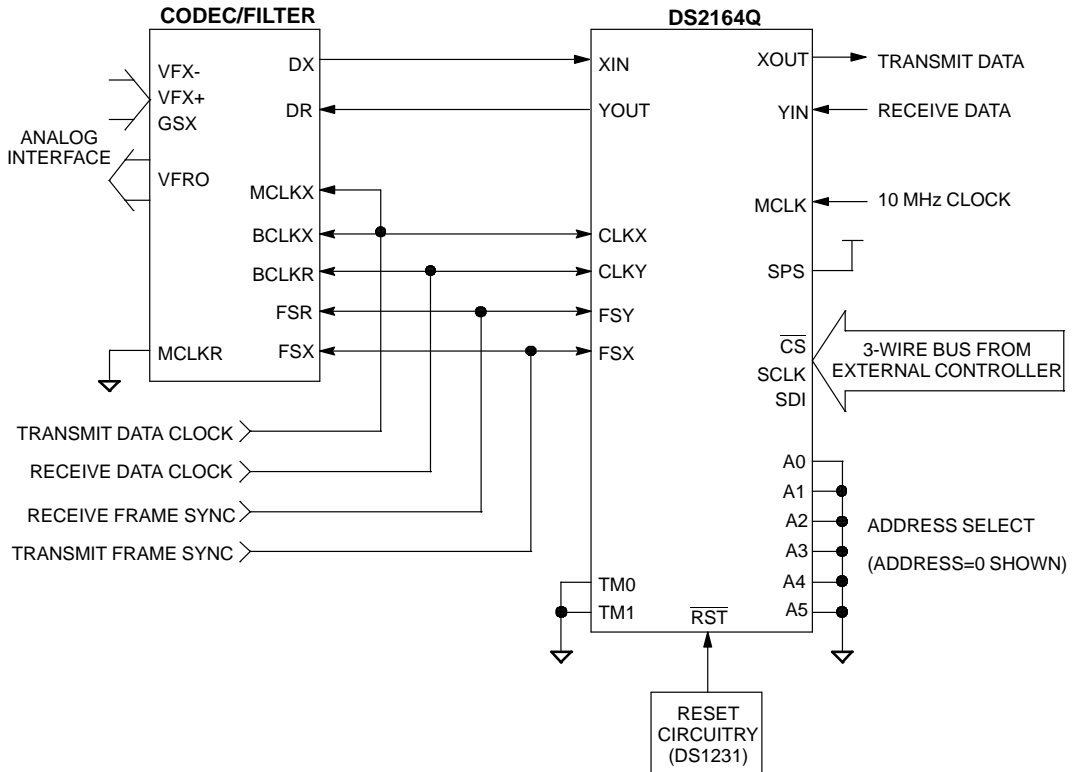 CODEC/FILTER
DS2164Q
VFX-
VFX+
GSX
ANALOG
INTERFACE
VFRO
DX
DR
MCLKX
BCLKX
BCLKR
FSR
FSX
MCLKR
XIN
YOUT
CLKX
CLKY
FSY
FSX
TM0
TM1
XOUT
YIN
MCLK
SPS
CS
SCLK
SDI
A0
A1
A2
A3
A4
A5
RST
TRANSMIT DATA
RECEIVE DATA
10 MHz CLOCK
3-WIRE BUS FROM
EXTERNAL CONTROLLER
ADDRESS SELECT
(ADDRESS=0 SHOWN)
TRANSMIT DATA CLOCK
RECEIVE DATA CLOCK
RECEIVE FRAME SYNC
TRANSMIT FRAME SYNC
RESET
CIRCUITRY
(DS1231)